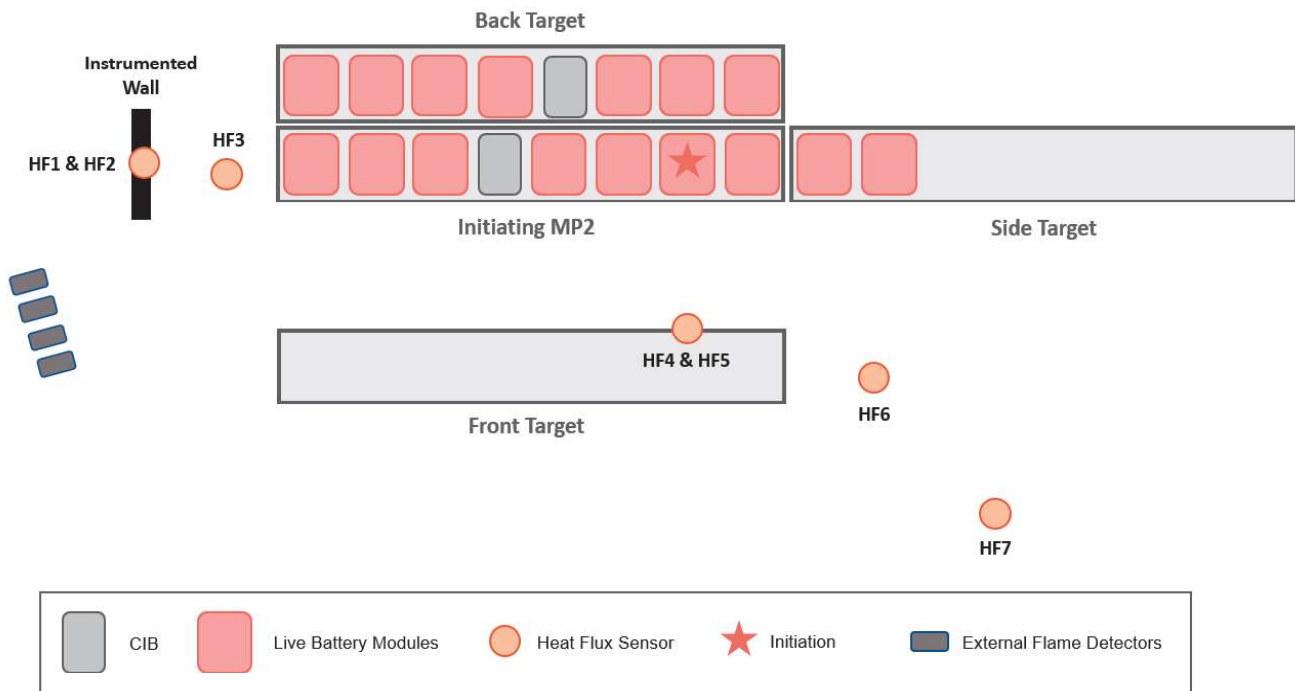 Back Target
Instrumented
Wall
HF3
HF1 & HF2
Initiating MP2
Side Target
HF4 & HF5
HF6
Front Target
HF7
CIB
Live Battery Modules
Heat Flux Sensor
Initiation
External Flame Detectors